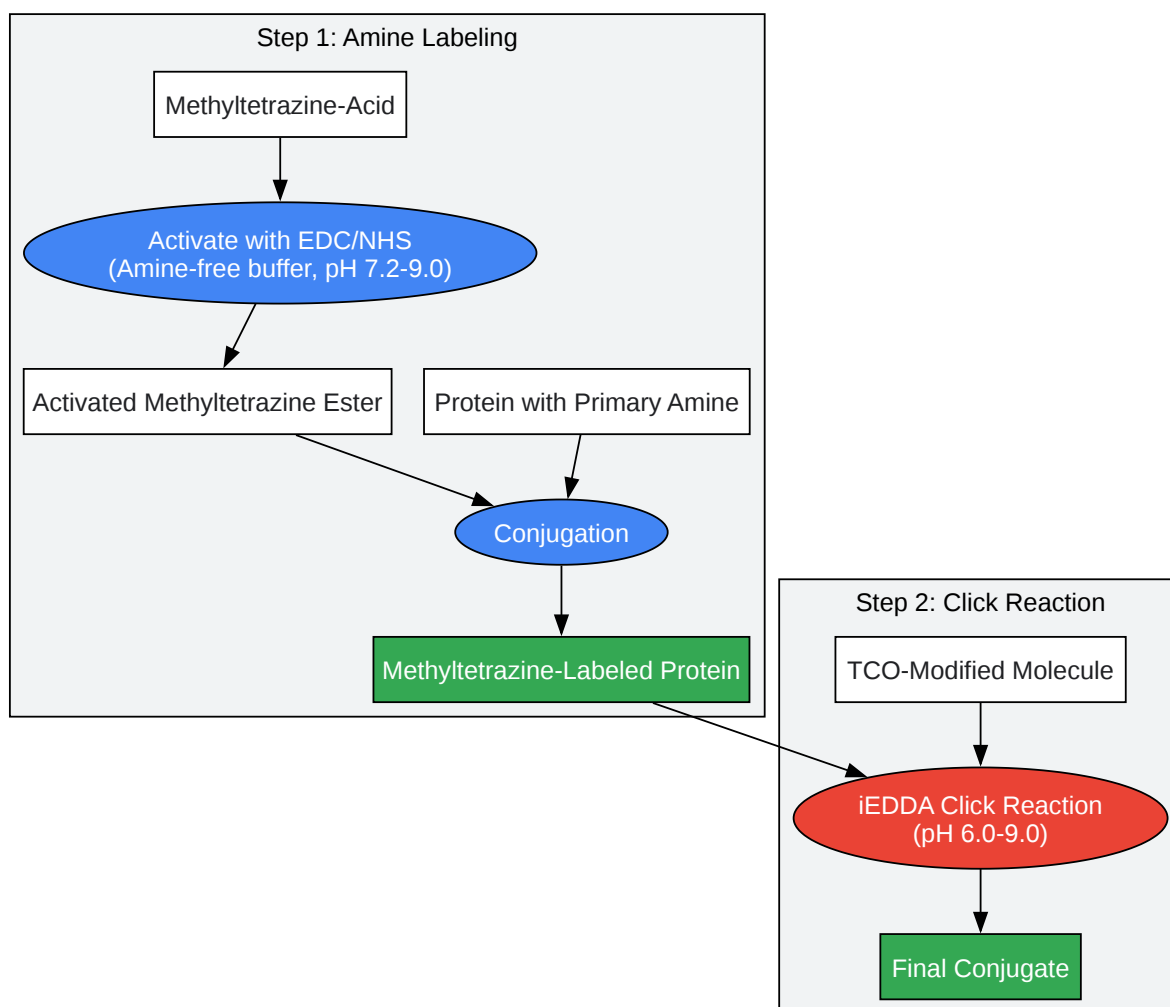 Step 1: Amine Labeling
Methyltetrazine-Acid
Activate with EDC/NHS
(Amine-free buffer, pH 7.2-9.0)
Activated Methyltetrazine Ester
Protein with Primary Amine
Conjugation
Methyltetrazine-Labeled Protein
Step 2: Click Reaction
TCO-Modified Molecule
iEDDA Click Reaction
(pH 6.0-9.0)
Final Conjugate